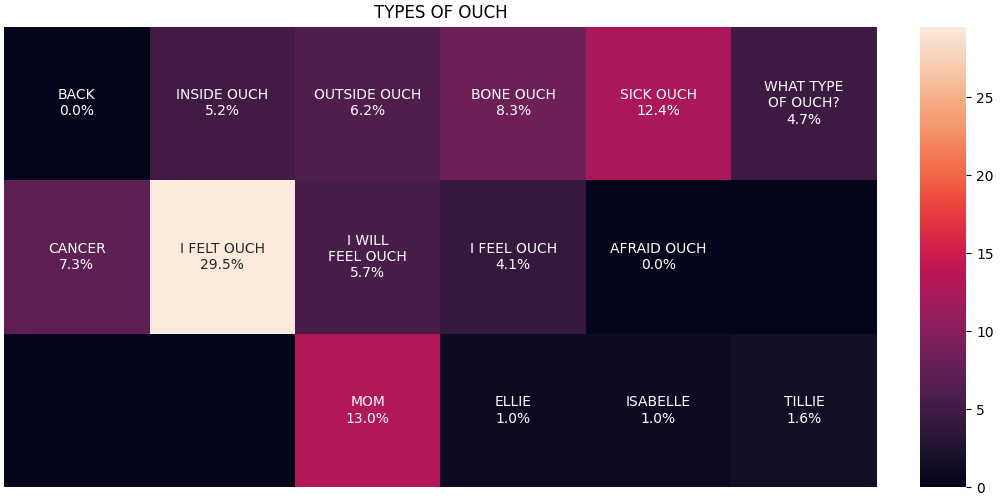 TYPES OF OUCH
BACK
0.0%
INSIDE OUCH
5.2%
OUTSIDE OUCH
6.2%
BONE OUCH
8.3%
SICK OUCH
12.4%
WHAT TYPE
OF OUCH?
4.7%
CANCER
7.3%
I FELT OUCH
29.5%
I WILL
FEEL OUCH
5.7%
I FEEL OUCH
4.1%
AFRAID OUCH
0.0%
MOM
13.0%
ELLIE
1.0%
ISABELLE
1.0%
TILLIE
1.6%
25
20
15
10
5
0